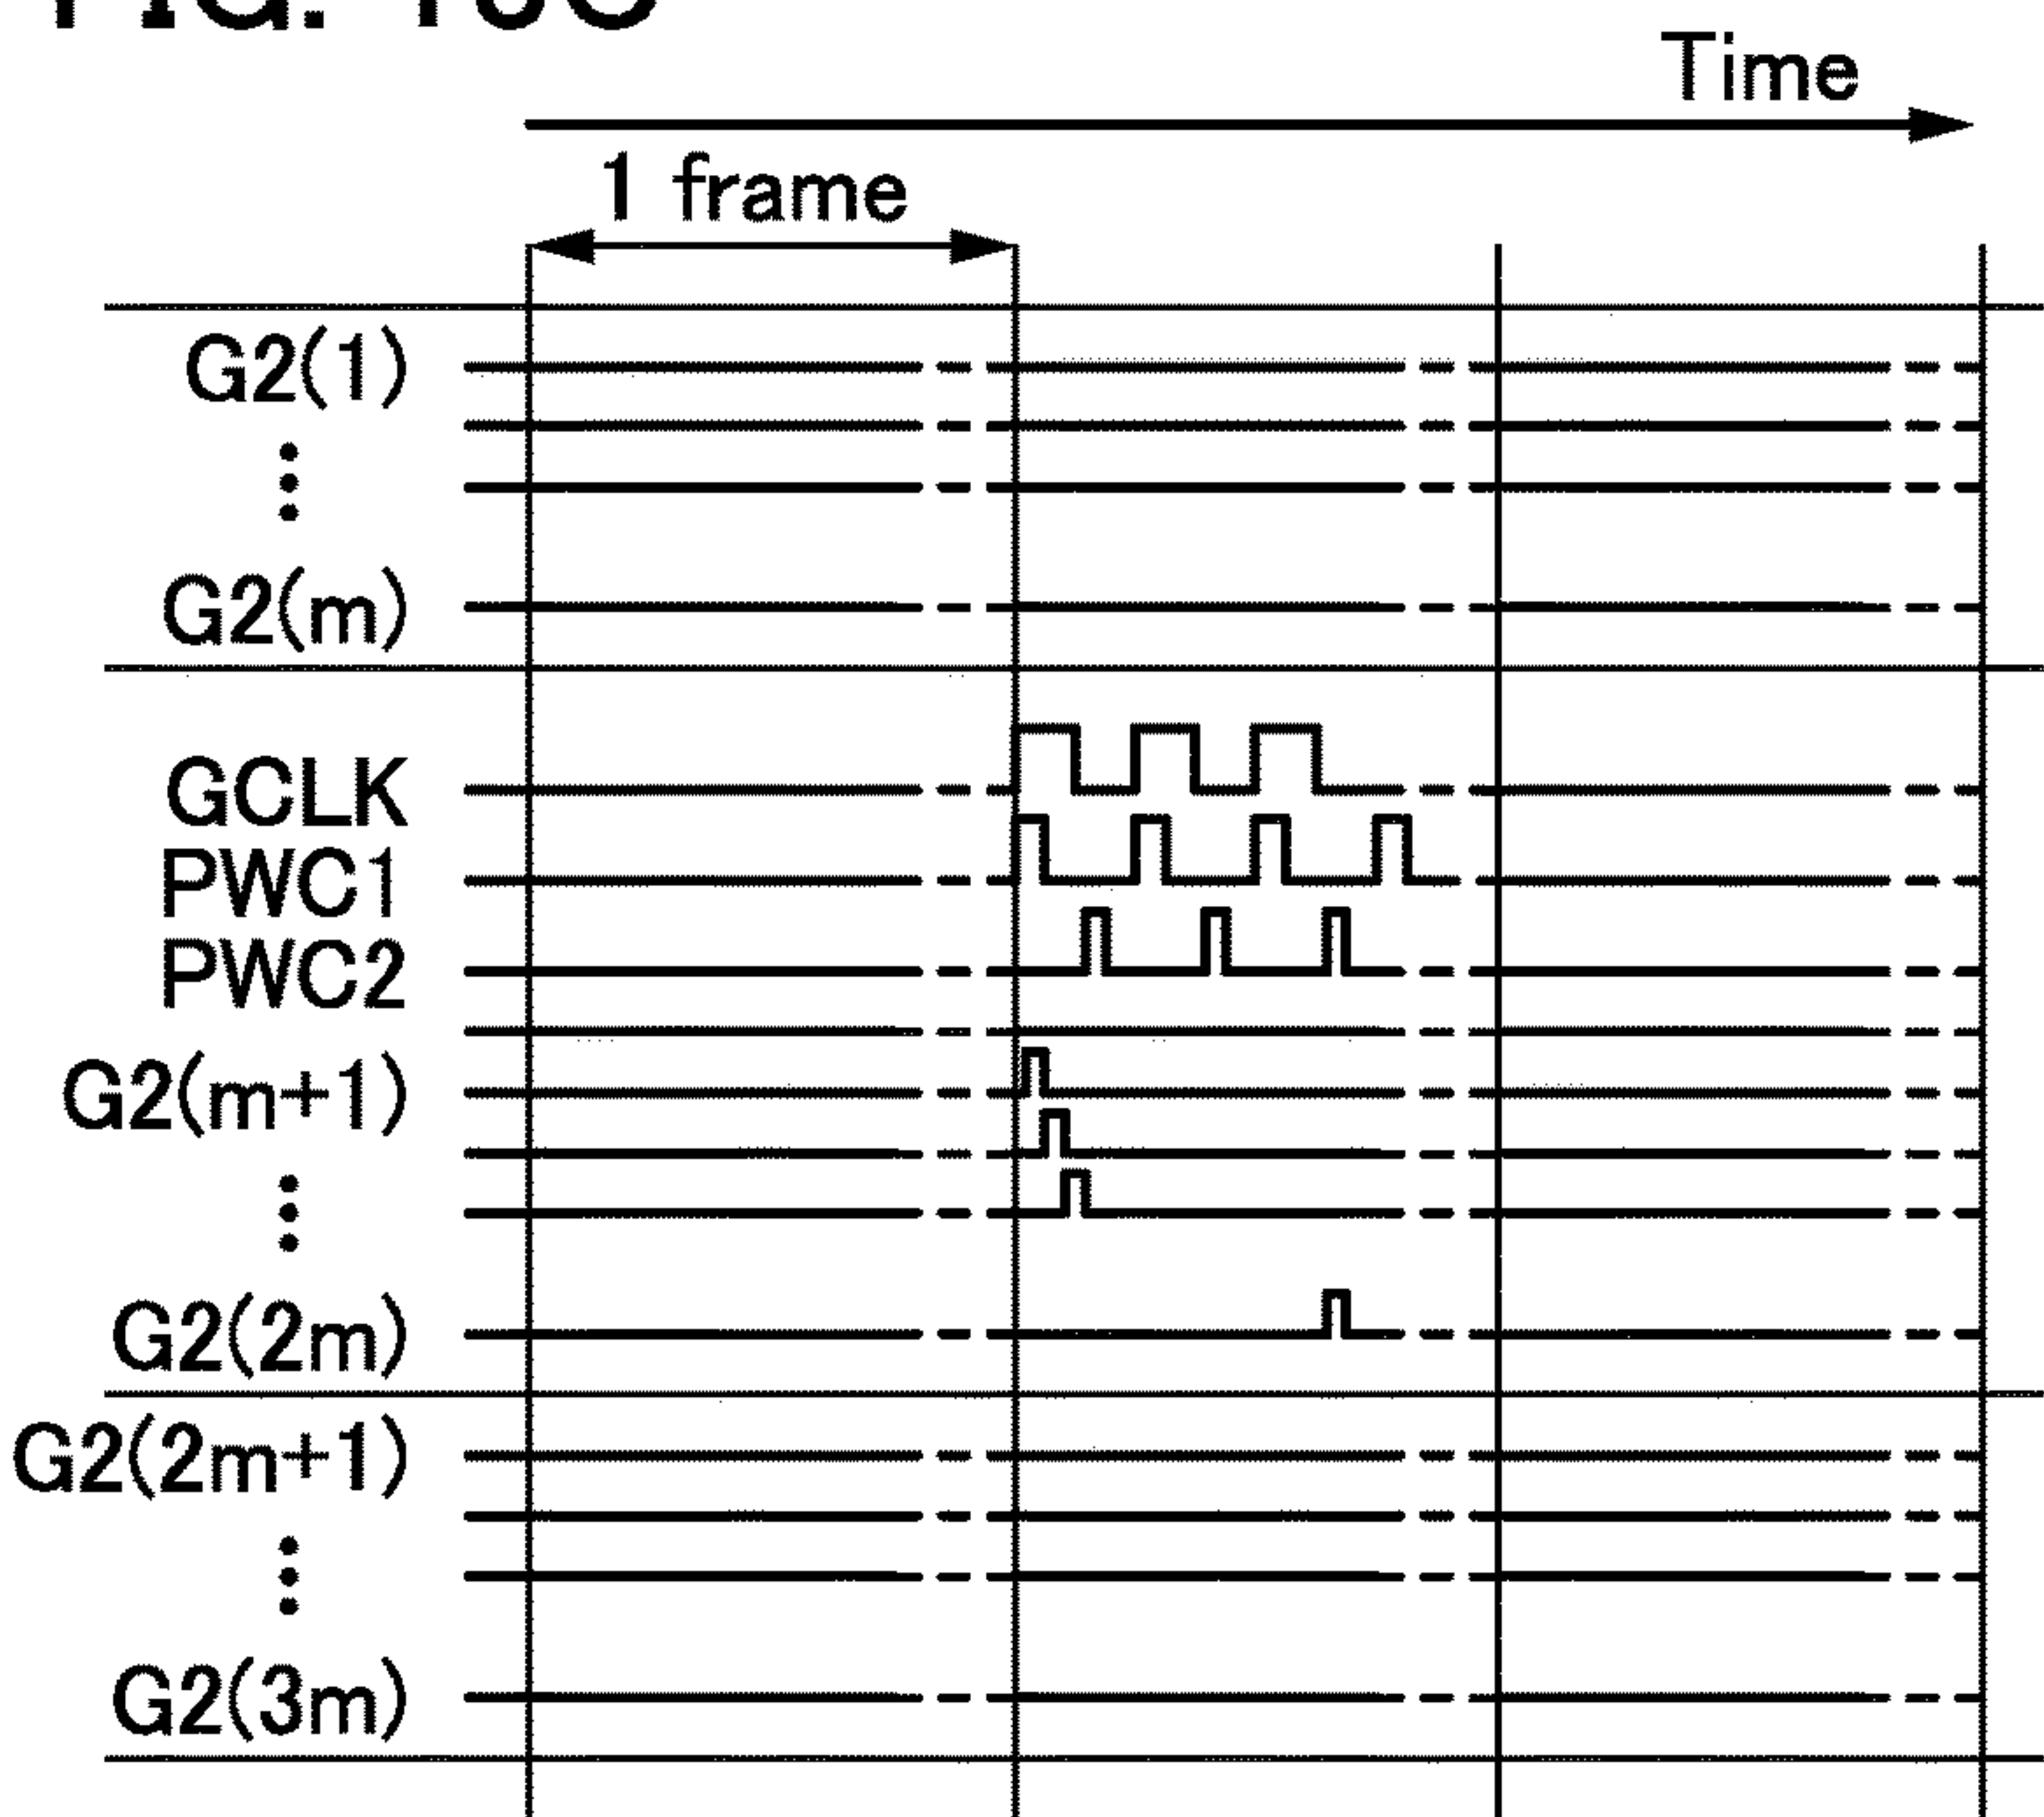 Time
1 frame
G2(1)
G2(m)
GCLK
PWC1
PWC2
G2(m+1)
G2(2m)
G2(2m+1)
G2(3m)